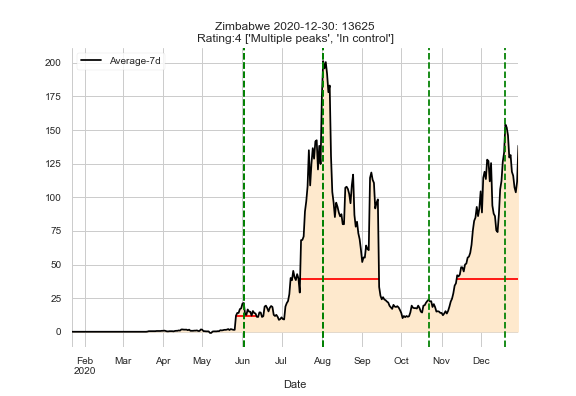 Zimbabwe 2020-12-30: 13625
Rating:4 ['Multiple peaks', 'In control']
Average-7d
200
175
150
125
100
75
50
25
0
Feb Mar Apr May Jun Jul Aug Sep Oct Nov Dec
2020
Date